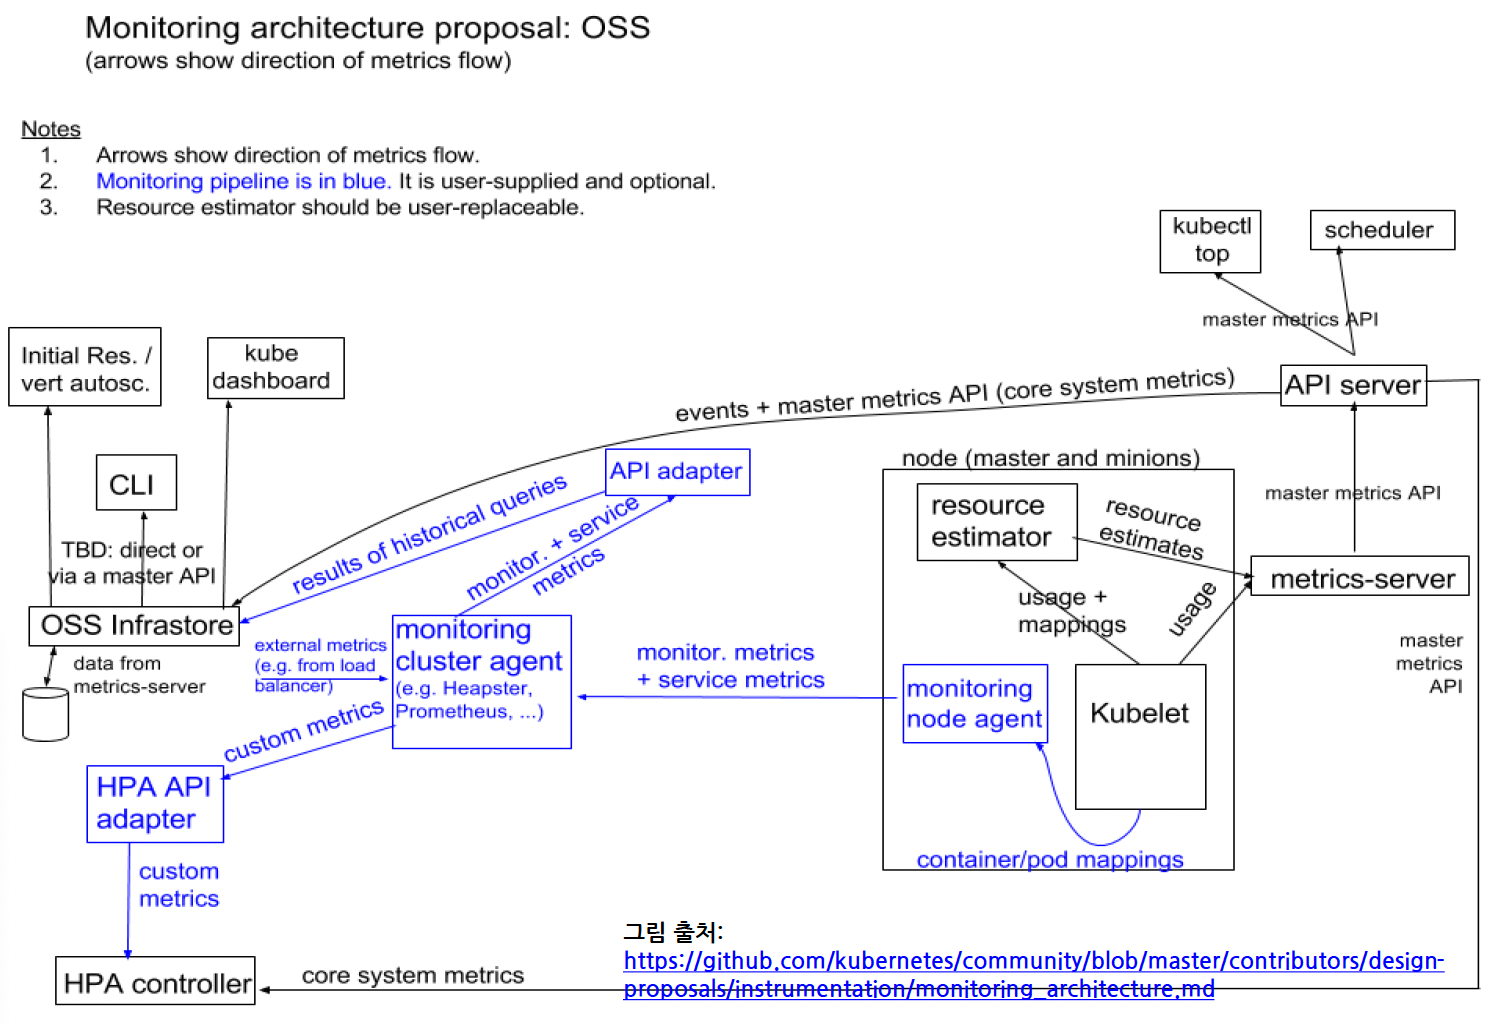 Monitoring architecture proposal: OSS
(arrows show direction of metrics flow)
Notes
1. Arrows show direction of metrics flow.
2. Monitoring pipeline is in blue. It is user-supplied and optional.
3. Resource estimator should be user-replaceable.
kubectl
top
scheduler
master metrics API
Initial Res. /
vert autosc.
kube
dashboard
API server
events + master metrics API (core system metrics)
CLI
API adapter
node (master and minions)
results of historical queries
monitor. + service
metrics
resource
estimator
resource
estimates
master metrics API
TBD: direct or
via a master API
metrics-server
usage +
mappings
usage
OSS Infrastore
data from
metrics-server
external metrics
(e.g. from load
balancer)
monitoring
cluster agent
(e.g. Heapster,
Prometheus, ...)
monitor. metrics
+ service metrics
monitoring
node agent
Kubelet
master
metrics
API
custom metrics
HPA API
adapter
container/pod mappings
custom
metrics
그림 출처:
https://github.com/kubernetes/community/blob/master/contributors/design-
proposals/instrumentation/monitoring_architecture.md
HPA controller
core system metrics